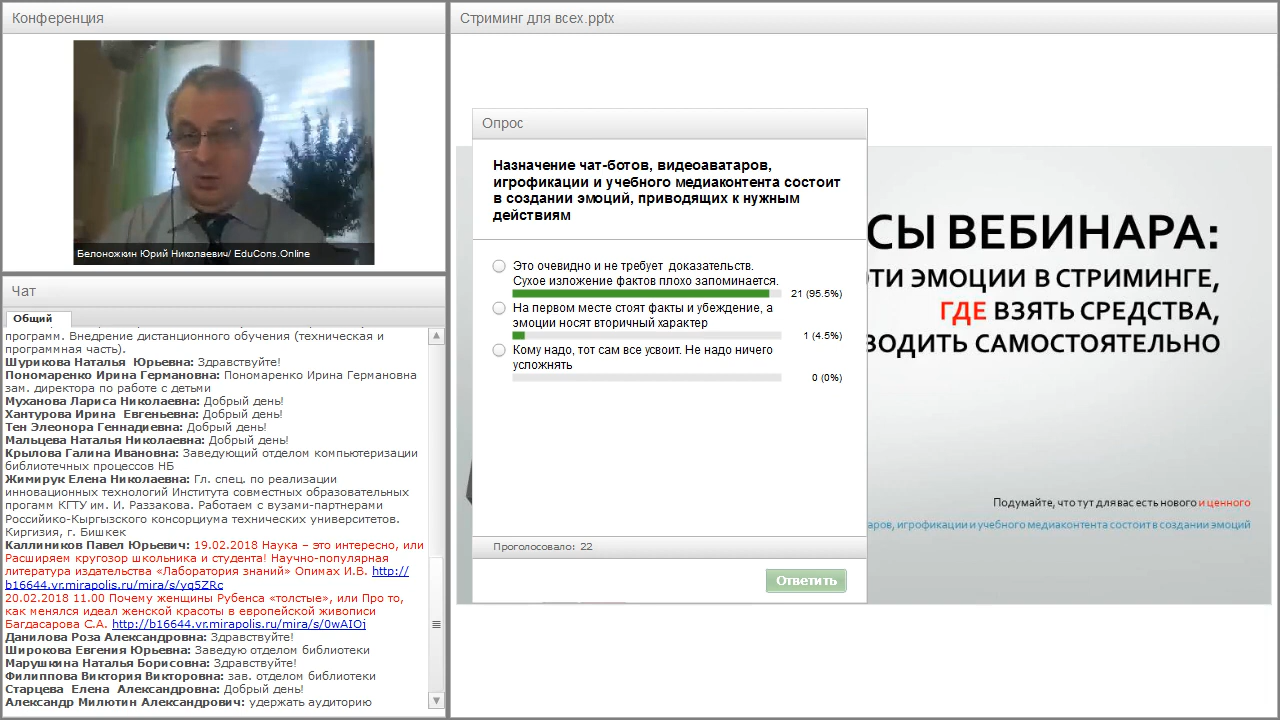 Конференция
Белоножкин Юрий Николаевич/ EduCons.Online
Чат
Общий
программ. Внедрение дистанционного обучения (техническая и
программная часть).
Шурикова Наталья Юрьевна: Здравствуйте!
Пономаренко Ирина Германовна: Пономаренко Ирина Германовна
зам. директора по работе с детьми
Муханова Лариса Николаевна: Добрый день!
Хантурова Ирина Евгеньевна: Добрый день!
Тен Элеонора Геннадиевна: Добрый день!
Мальцева Наталья Николаевна: Добрый день!
Крылова Галина Ивановна: Заведующий отделом компьютеризации
библиотечных процессов НБ
Жимирук Елена Николаевна: Гл. спец. по реализации
инновационных технологий Института совместных образовательных
прогамм КГТУ им. И. Раззакова. Работаем с вузами-партнерами
Российико-Кыргызского консорциума технических университетов.
Киргизия, г. Бишкек
Каллиников Павел Юрьевич: 19.02.2018 Наука – это интересно, или
Расширяем кругозор школьника и студента! Научно-популярная
литература издательства «Лаборатория знаний» Опимах И.В. http://
b16644.vr.mirapolis.ru/mira/s/yq5ZRc
20.02.2018 11.00 Почему женщины Рубенса «толстые», или Про то,
как менялся идеал женской красоты в европейской живописи
Багдасарова С.А. http://b16644.vr.mirapolis.ru/mira/s/0wAIOj
Данилова Роза Александровна: Здравствуйте!
Широкова Евгения Юрьевна: Заведую отделом библиотеки
Марушкина Наталья Борисовна: Здравствуйте!
Филиппова Виктория Викторовна: зав. отделом библиотеки
Старцева Елена Александровна: Добрый день!
Александр Милютин Александрович: удержать аудиторию
Стриминг для всех.pptx
Опрос
Назначение чат-ботов, видеоаватаров,
игрофикации и учебного медиаконтента состоит
в создании эмоций, приводящих к нужным
действиям
Это очевидно и не требует доказательств.
Сухое изложение фактов плохо запоминается.
21 (95.5%)
На первом месте стоят факты и убеждение, а
эмоции носят вторичный характер
1 (4.5%)
Кому надо, тот сам все усвоит. Не надо ничего
усложнять
0 (0%)
Проголосовало: 22
Ответить
СЫ ВЕБИНАРА:
ТИ ЭМОЦИИ В СТРИМИНГЕ,
ГДЕ ВЗЯТЬ СРЕДСТВА,
ВОДИТЬ САМОСТОЯТЕЛЬНО
Подумайте, что тут для вас есть нового и ценного
аров, игрофикации и учебного медиаконтента состоит в создании эмоций